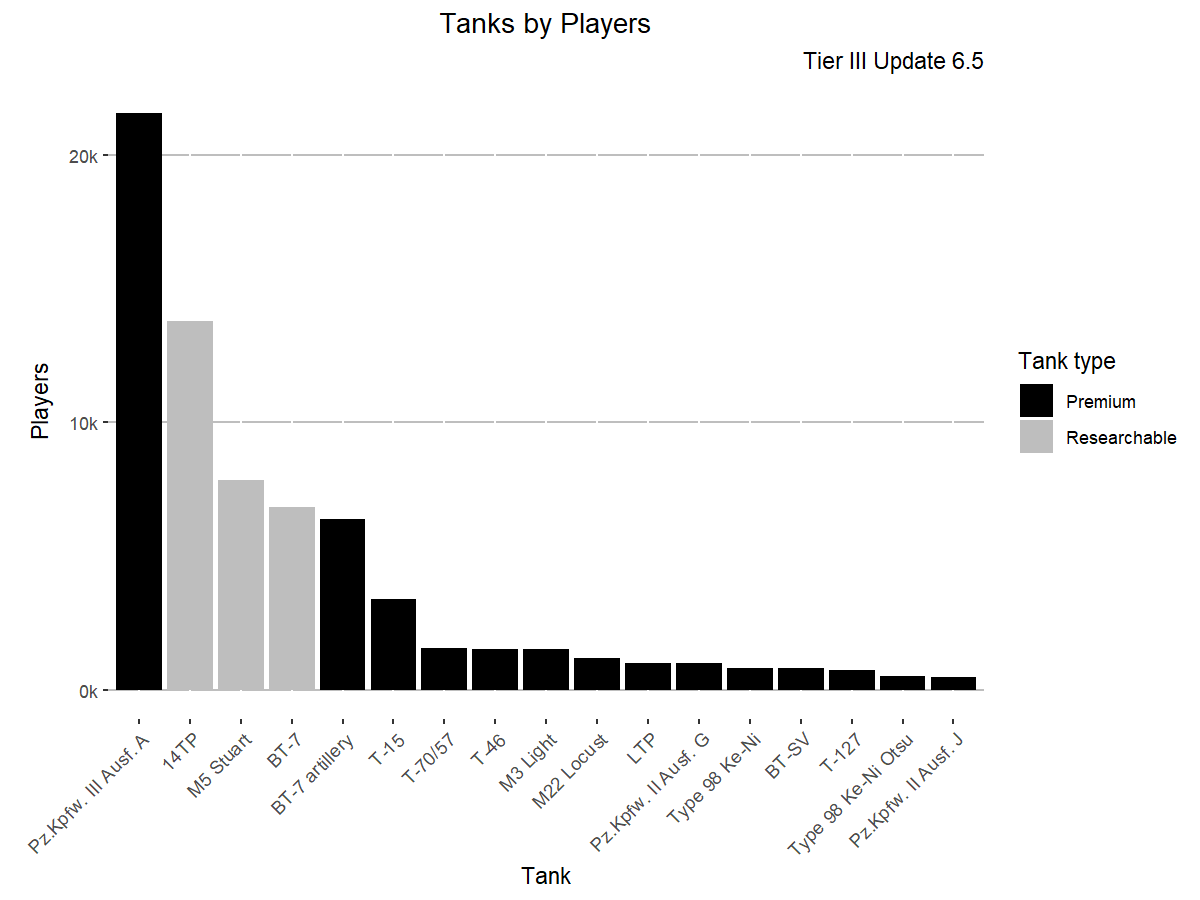 Tanks by Players
Tier III Update 6.5
Players
20k
10k
0k
Pz.Kpfw. III Ausf. A
14TP
M5 Stuart
BT-7
BT-7 artillery
T-15
T-70/57
T-46
M3 Light
M22 Locust
LTP
Pz.Kpfw. II Ausf. G
Type 98 Ke-Ni
BT-SV
T-127
Type 98 Ke-Ni Otsu
Pz.Kpfw. II Ausf. J
Tank
Tank type
Premium
Researchable